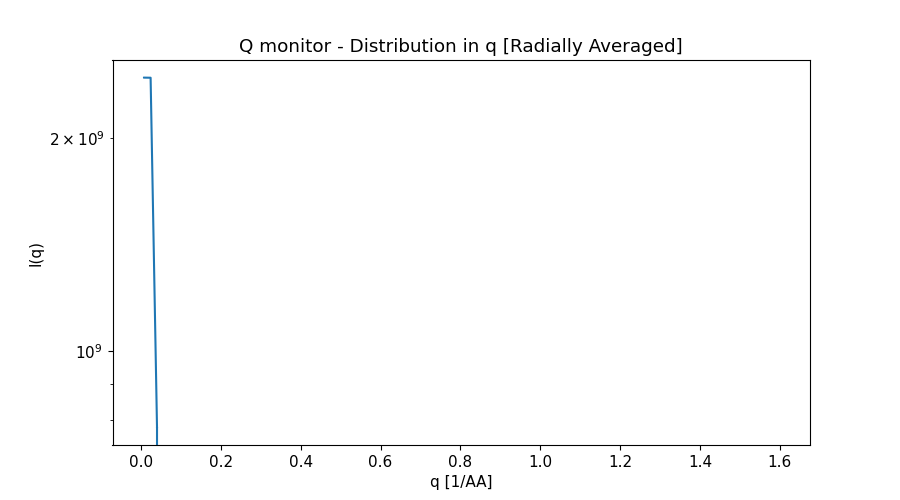 Q monitor - Distribution in q [Radially Averaged]
2 × 10⁹
I(q)
10⁹
0.0 0.2 0.4 0.6 0.8 1.0 1.2 1.4 1.6
q [1/AA]